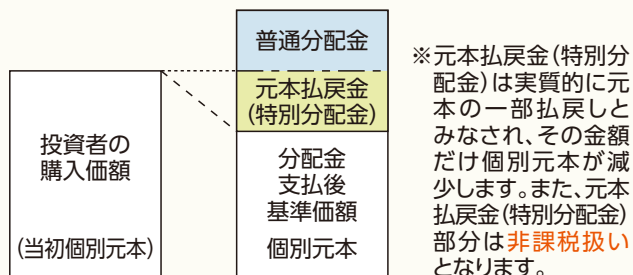 普通分配金
元本払戻金
(特別分配金)
投資者の
購入価額
(当初個別元本)
分配金
支払後
基準価額
個別元本
※元本払戻金(特別分
配金)は実質的に元
本の一部払戻しと
みなされ、その金額
だけ個別元本が減
少します。また、元本
払戻金(特別分配金)
部分は非課税扱い
となります。